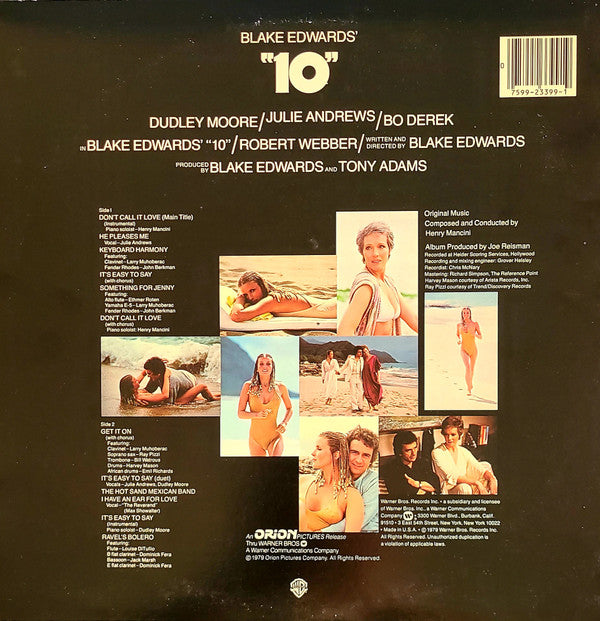 BLAKE EDWARDS'
"10"
0
7599-23399-1
DUDLEY MOORE/JULIE ANDREWS/BO DEREK
IN BLAKE EDWARDS' "10"/ROBERT WEBBER/WRITTEN AND DIRECTED BY BLAKE EDWARDS
PRODUCED BY BLAKE EDWARDS AND TONY ADAMS
Side 1
DON'T CALL IT LOVE (Main Title)
(Instrumental)
Piano soloist - Henry Mancini
HE PLEASES ME
Vocal - Julie Andrews
KEYBOARD HARMONY
Featuring:
Clavinet - Larry Muhoberac
Fender Rhodes - John Berkman
IT'S EASY TO SAY
(with chorus)
SOMETHING FOR JENNY
Featuring:
Alto flute - Ethmer Roten
Yamaha E-5 - Larry Muhoberac
Fender Rhodes - John Berkman
DON'T CALL IT LOVE
(with chorus)
Piano soloist - Henry Mancini
Original Music
Composed and Conducted by
Henry Mancini
Album Produced by Joe Reisman
Recorded at Heider Scoring Services, Hollywood
Recording and mixing engineer: Grover Helsley
Recordist: Chris McNary
Mastering: Richard Simpson, The Reference Point
Harvey Mason courtesy of Arista Records, Inc.
Ray Pizzi courtesy of Trend/Discovery Records
Side 2
GET IT ON
(with chorus)
Featuring:
Clavinet - Larry Muhoberac
Soprano sax - Ray Pizzi
Trombone - Bill Watrous
Drums - Harvey Mason
African drums - Emil Richards
IT'S EASY TO SAY (duet)
Vocals - Julie Andrews, Dudley Moore
THE HOT SAND MEXICAN BAND
I HAVE AN EAR FOR LOVE
Vocal - "The Reverend"
(Max Showalter)
IT'S EASY TO SAY
(Instrumental)
Piano soloist - Dudley Moore
RAVEL'S BOLERO
Featuring:
Flute - Louise DiTullio
B flat clarinet - Dominick Fera
Bassoon - Jack Marsh
E flat clarinet - Dominick Fera
An ORION PICTURES Release
Thru WARNER BROS
A Warner Communications Company
© 1979 Orion Pictures Company. All Rights Reserved.
Warner Bros. Records Inc. • a subsidiary and licensee
of Warner Bros. Inc. • a Warner Communications
Company • 3300 Warner Blvd., Burbank, Calif.
91510 • 3 East 54th Street, New York, New York 10022
• Made in U.S.A. • ℗ © 1979 Warner Bros. Records Inc.
All Rights Reserved. Unauthorized duplication is a
violation of applicable laws.